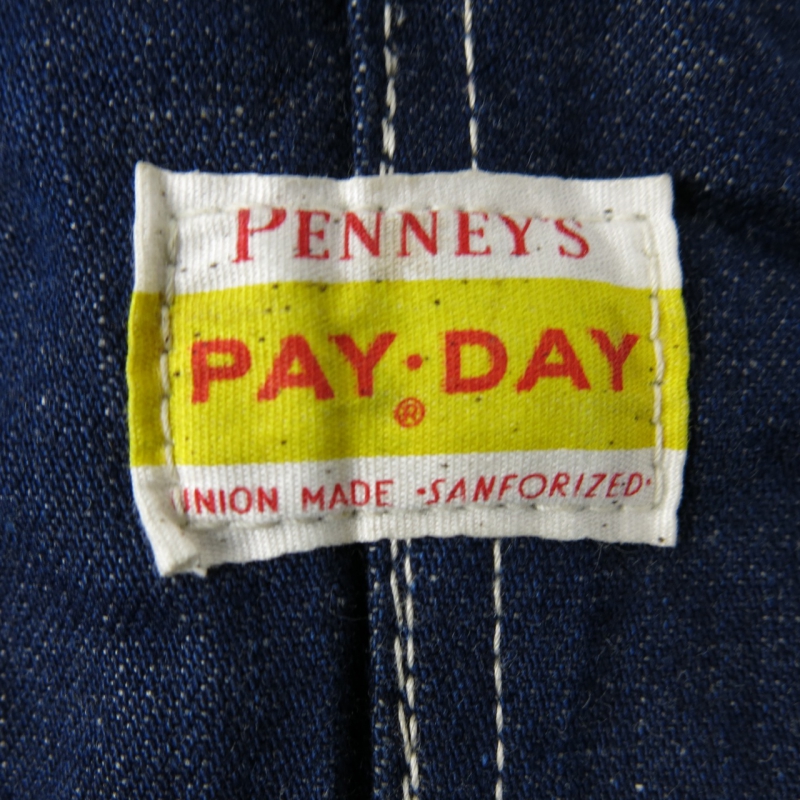 PENNEY'S
PAY·DAY
®
UNION MADE ·SANFORIZED·